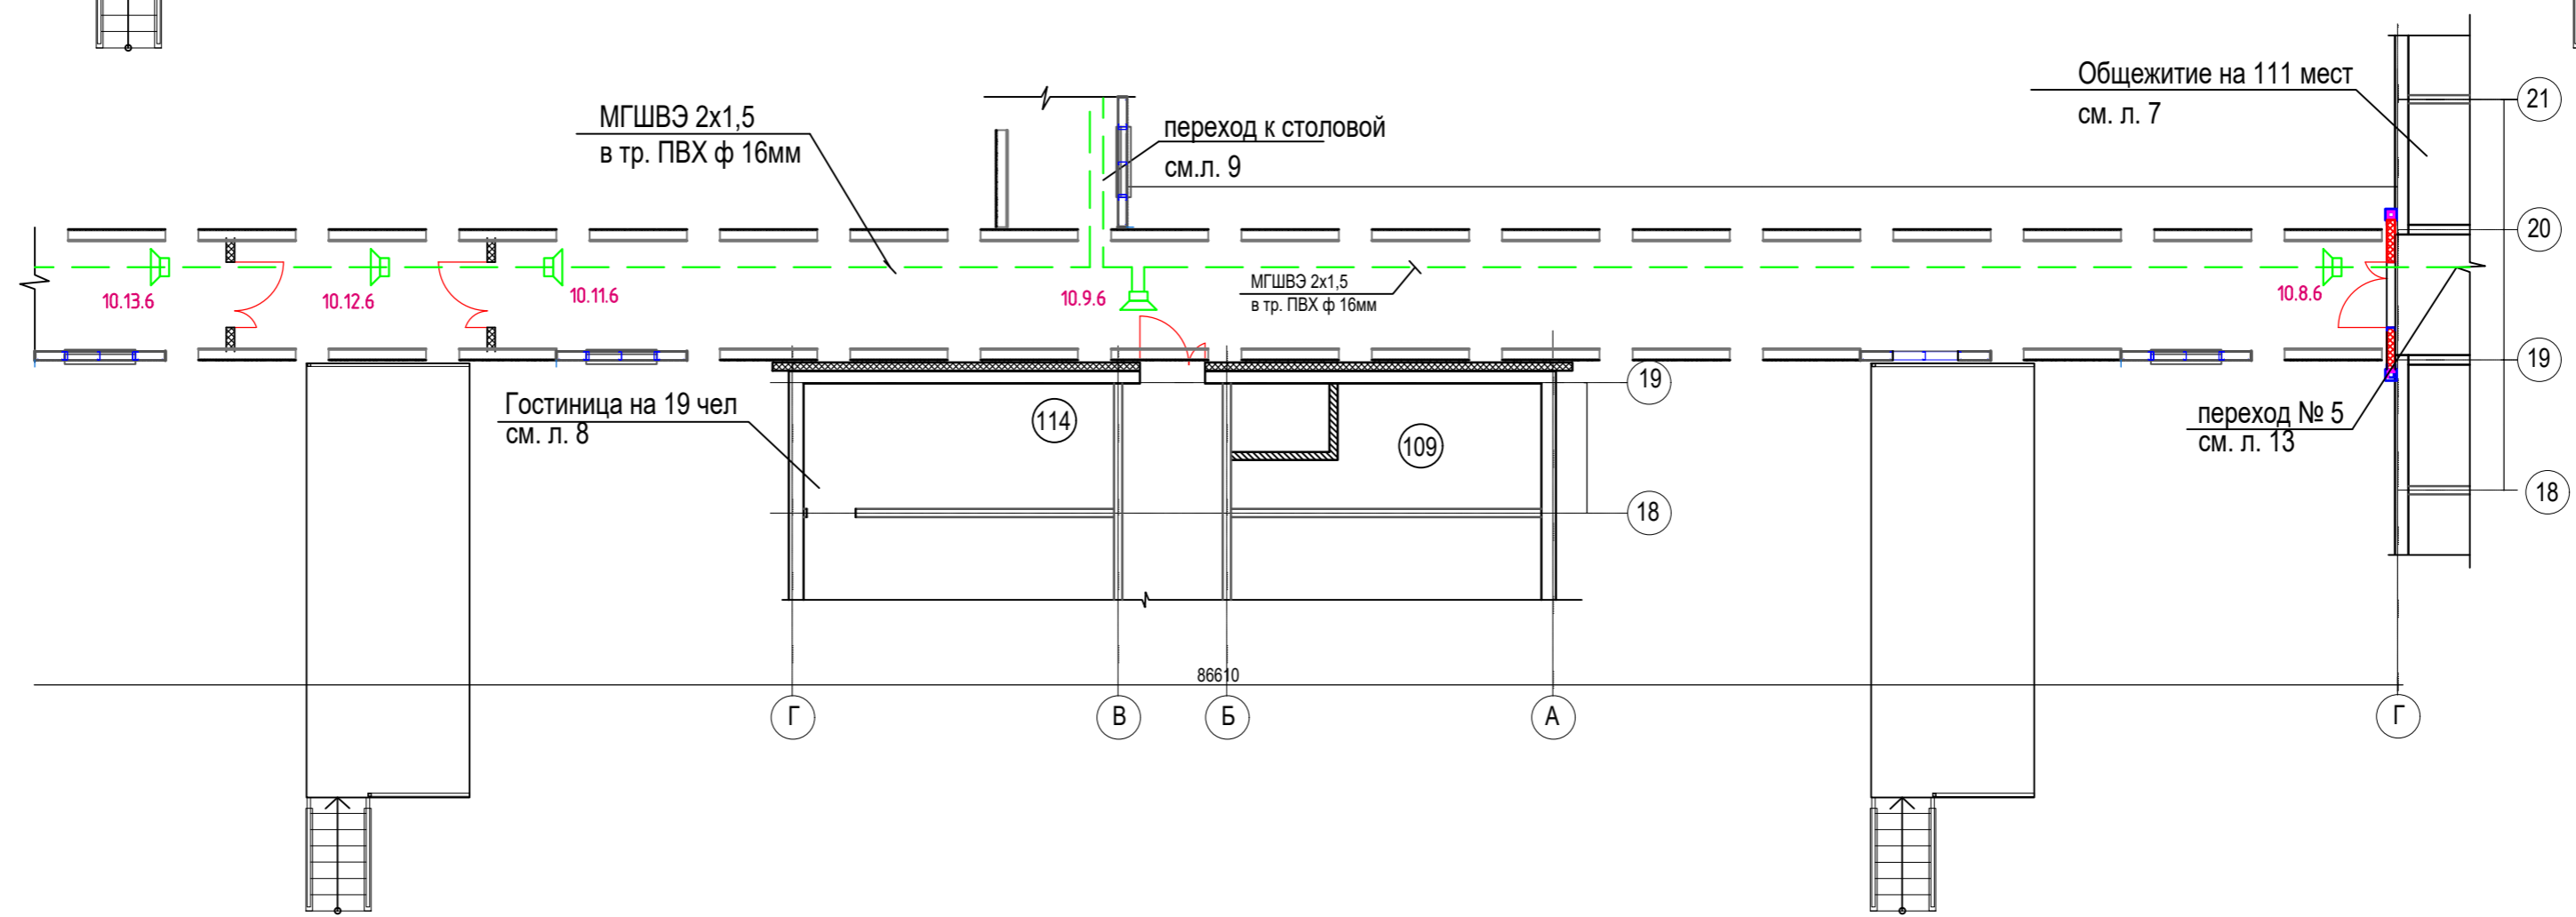 Общежитие на 111 мест
см. л. 7
21
МГШВЭ 2х1,5
в тр. ПВХ ф 16мм
переход к столовой
см.л. 9
20
10.13.6
10.12.6
10.11.6
10.9.6
МГШВЭ 2х1,5
в тр. ПВХ ф 16мм
10.8.6
19
19
Гостиница на 19 чел
см. л. 8
114
109
переход № 5
см. л. 13
18
18
86610
Г
В
Б
А
Г